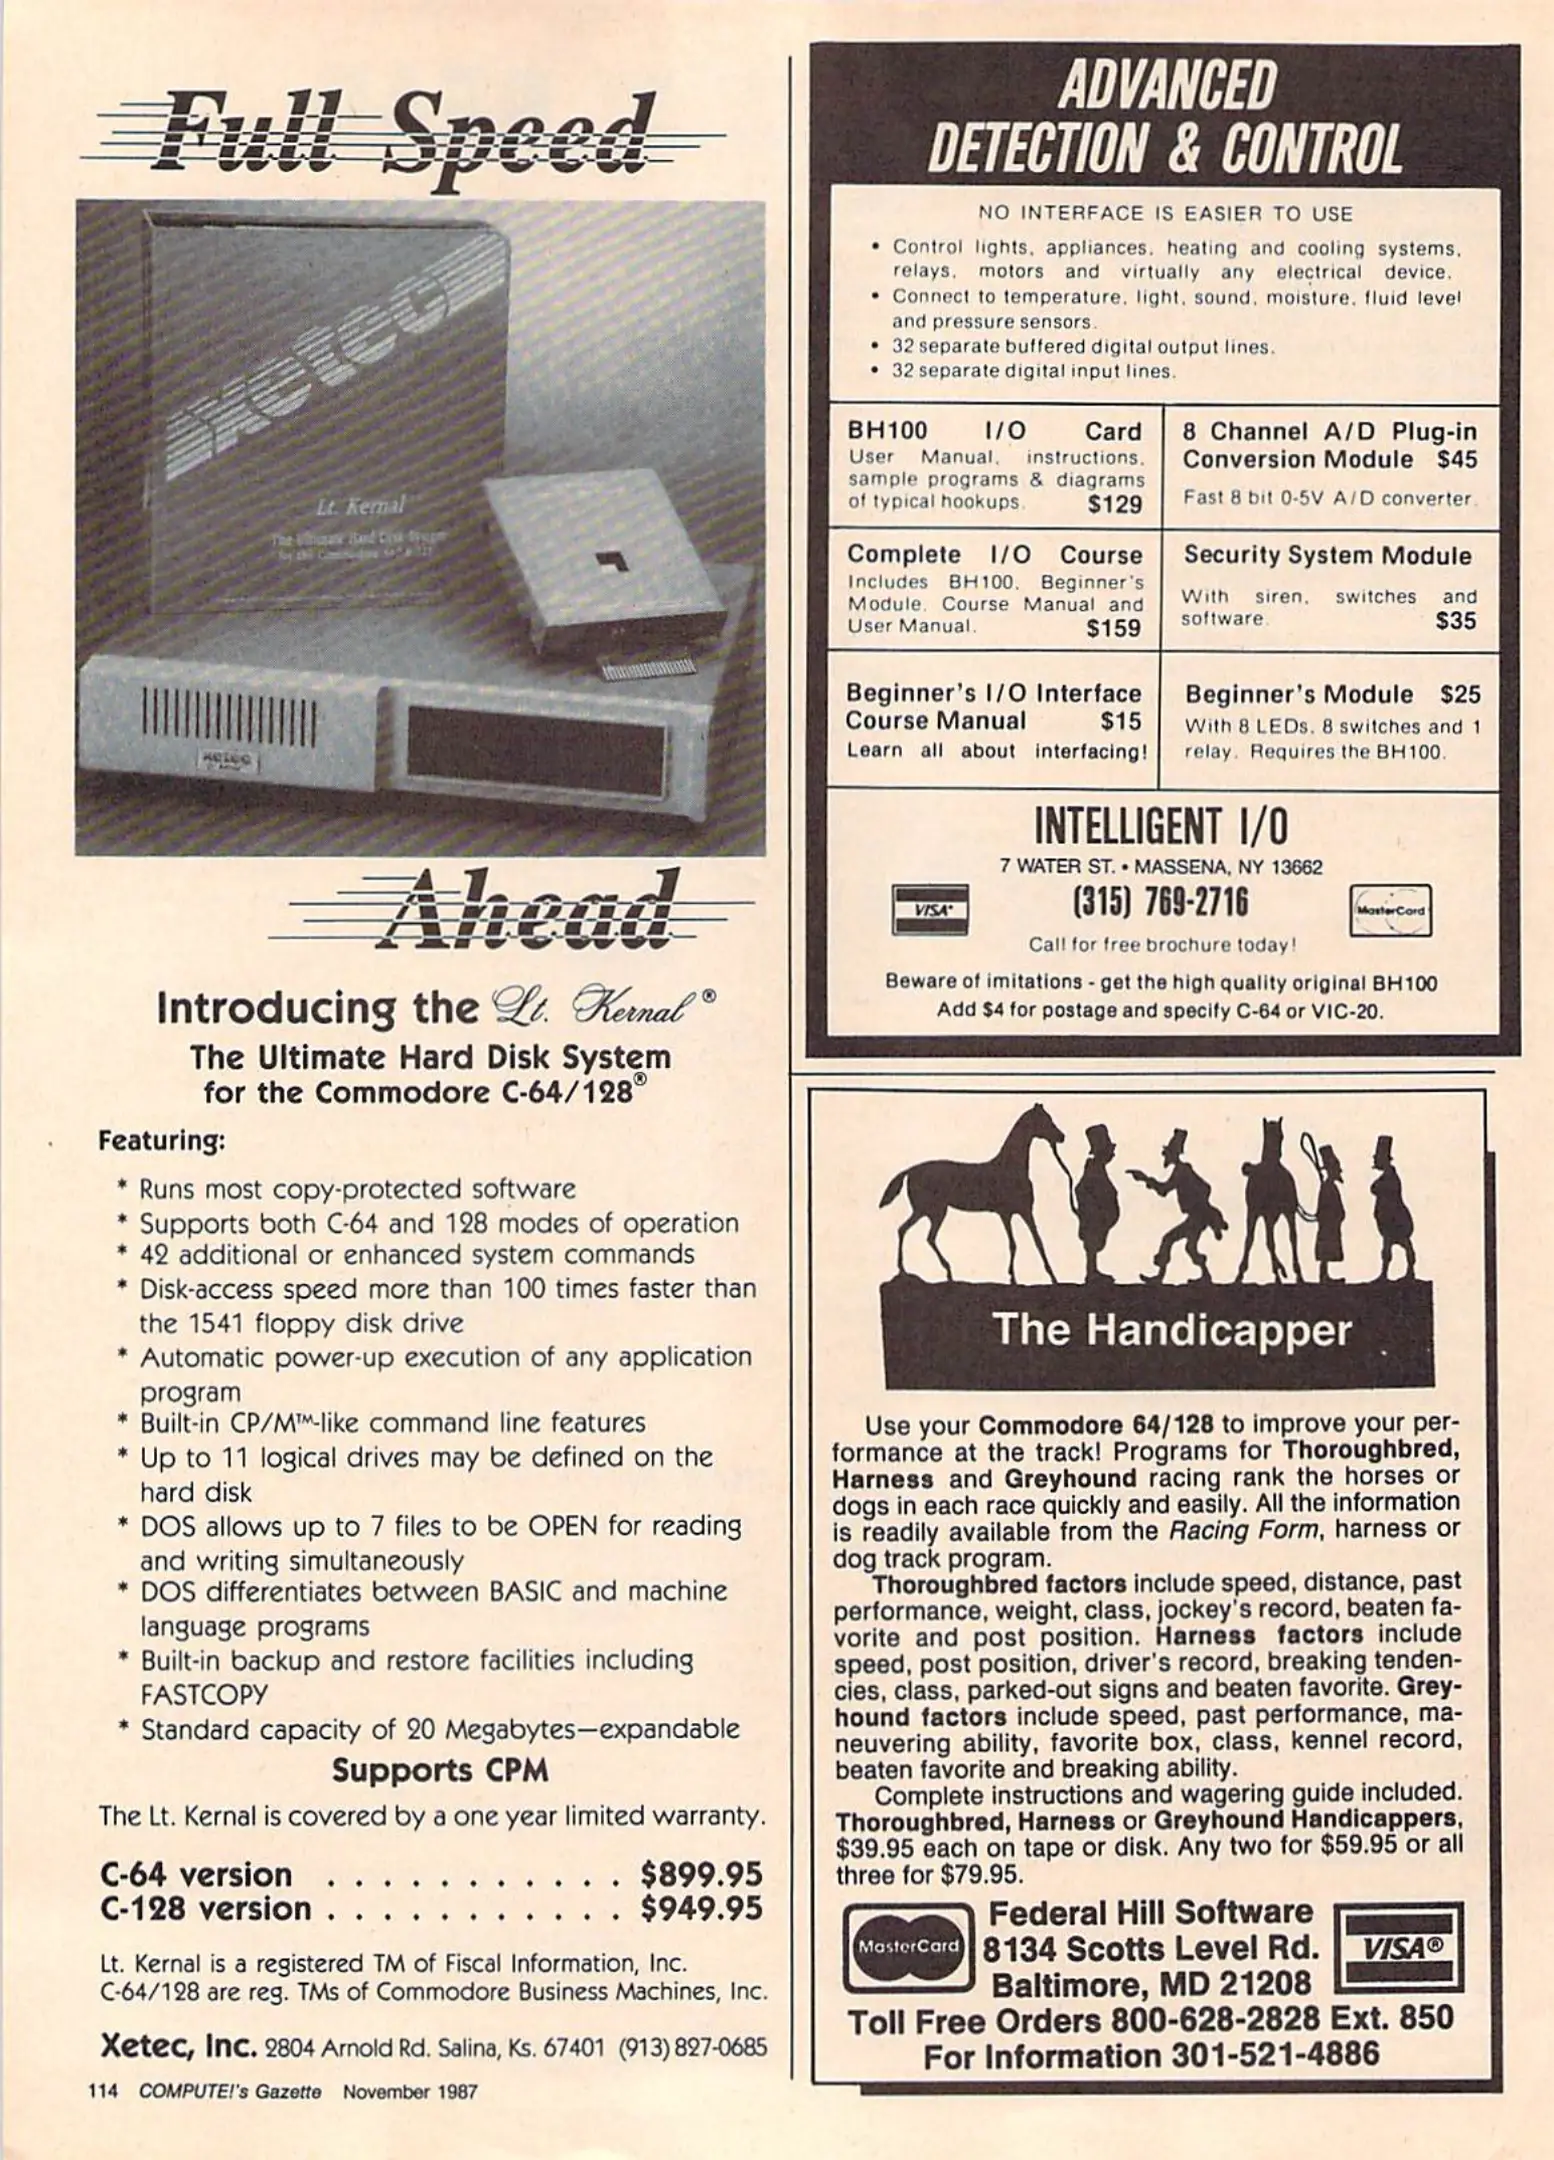 Full Speed
xetec
Lt. Kernal
The Ultimate Hard Disk System
for the Commodore 64 & 128
xetec
Ahead
Introducing the Lt. Kernal®
The Ultimate Hard Disk System
for the Commodore C-64/128®
Featuring:
* Runs most copy-protected software
* Supports both C-64 and 128 modes of operation
* 42 additional or enhanced system commands
* Disk-access speed more than 100 times faster than
the 1541 floppy disk drive
* Automatic power-up execution of any application
program
* Built-in CP/M™-like command line features
* Up to 11 logical drives may be defined on the
hard disk
* DOS allows up to 7 files to be OPEN for reading
and writing simultaneously
* DOS differentiates between BASIC and machine
language programs
* Built-in backup and restore facilities including
FASTCOPY
* Standard capacity of 20 Megabytes—expandable
Supports CPM
The Lt. Kernal is covered by a one year limited warranty.
C-64 version . . . . . . . . . . . $899.95
C-128 version . . . . . . . . . . . $949.95
Lt. Kernal is a registered TM of Fiscal Information, Inc.
C-64/128 are reg. TMs of Commodore Business Machines, Inc.
Xetec, Inc. 2804 Arnold Rd. Salina, Ks. 67401 (913) 827-0685
114 COMPUTE!'s Gazette November 1987
ADVANCED
DETECTION & CONTROL
NO INTERFACE IS EASIER TO USE
• Control lights, appliances, heating and cooling systems,
relays, motors and virtually any electrical device.
• Connect to temperature, light, sound, moisture, fluid level
and pressure sensors.
• 32 separate buffered digital output lines.
• 32 separate digital input lines.
BH100 I/O Card
User Manual, instructions,
sample programs & diagrams
of typical hookups. $129
8 Channel A/D Plug-in
Conversion Module $45
Fast 8 bit 0-5V A/D converter.
Complete I/O Course
Includes BH100, Beginner's
Module, Course Manual and
User Manual. $159
Security System Module
With siren, switches and
software. $35
Beginner's I/O Interface
Course Manual $15
Learn all about interfacing!
Beginner's Module $25
With 8 LEDs, 8 switches and 1
relay. Requires the BH100.
INTELLIGENT I/O
7 WATER ST. • MASSENA, NY 13662
VISA®
(315) 769-2716
MasterCard
Call for free brochure today!
Beware of imitations - get the high quality original BH100
Add $4 for postage and specify C-64 or VIC-20.
The Handicapper
Use your Commodore 64/128 to improve your per-
formance at the track! Programs for Thoroughbred,
Harness and Greyhound racing rank the horses or
dogs in each race quickly and easily. All the information
is readily available from the Racing Form, harness or
dog track program.
Thoroughbred factors include speed, distance, past
performance, weight, class, jockey's record, beaten fa-
vorite and post position. Harness factors include
speed, post position, driver's record, breaking tenden-
cies, class, parked-out signs and beaten favorite. Grey-
hound factors include speed, past performance, ma-
neuvering ability, favorite box, class, kennel record,
beaten favorite and breaking ability.
Complete instructions and wagering guide included.
Thoroughbred, Harness or Greyhound Handicappers,
$39.95 each on tape or disk. Any two for $59.95 or all
three for $79.95.
MasterCard
Federal Hill Software
8134 Scotts Level Rd.
Baltimore, MD 21208
VISA®
Toll Free Orders 800-628-2828 Ext. 850
For Information 301-521-4886